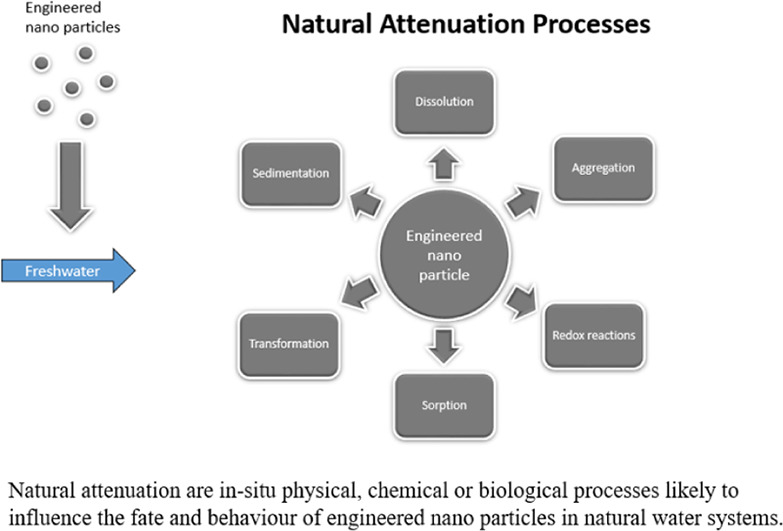 Engineered
nano particles
Natural Attenuation Processes
Dissolution
Sedimentation
Aggregation
Engineered
nano
particle
Freshwater
Transformation
Redox reactions
Sorption
Natural attenuation are in-situ physical, chemical or biological processes likely to
influence the fate and behaviour of engineered nano particles in natural water systems.